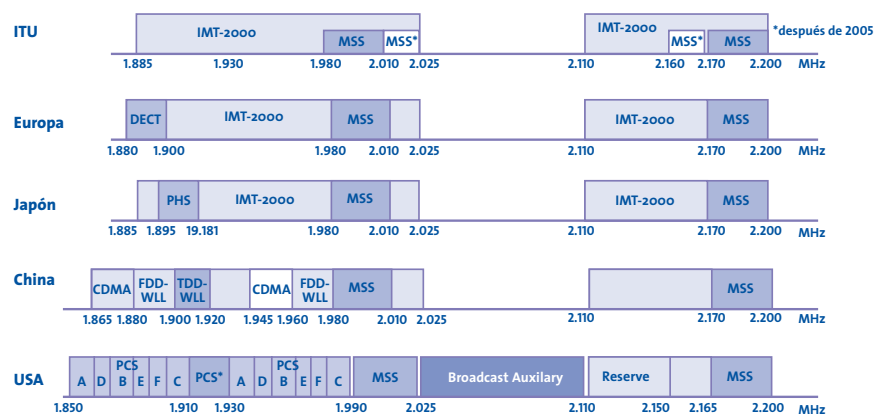 ITU
IMT-2000
MSS
MSS*
IMT-2000
MSS*
MSS
*después de 2005
1.885 1.930 1.980 2.010 2.025 2.110 2.160 2.170 2.200 MHz
Europa
DECT
IMT-2000
MSS
IMT-2000
MSS
1.880 1.900 1.980 2.010 2.025 2.110 2.170 2.200 MHz
Japón
PHS
IMT-2000
MSS
IMT-2000
MSS
1.885 1.895 19.181 1.980 2.010 2.025 2.110 2.170 2.200 MHz
China
CDMA
FDD-
WLL
TDD-
WLL
CDMA
FDD-
WLL
MSS
MSS
1.865 1.880 1.900 1.920 1.945 1.960 1.980 2.010 2.025 2.110 2.170 2.200 MHz
USA
PCS
A D B E F C
PCS*
PCS
A D B E F C
MSS
Broadcast Auxilary
Reserve
MSS
1.850 1.910 1.930 1.990 2.025 2.110 2.150 2.165 2.200 MHz